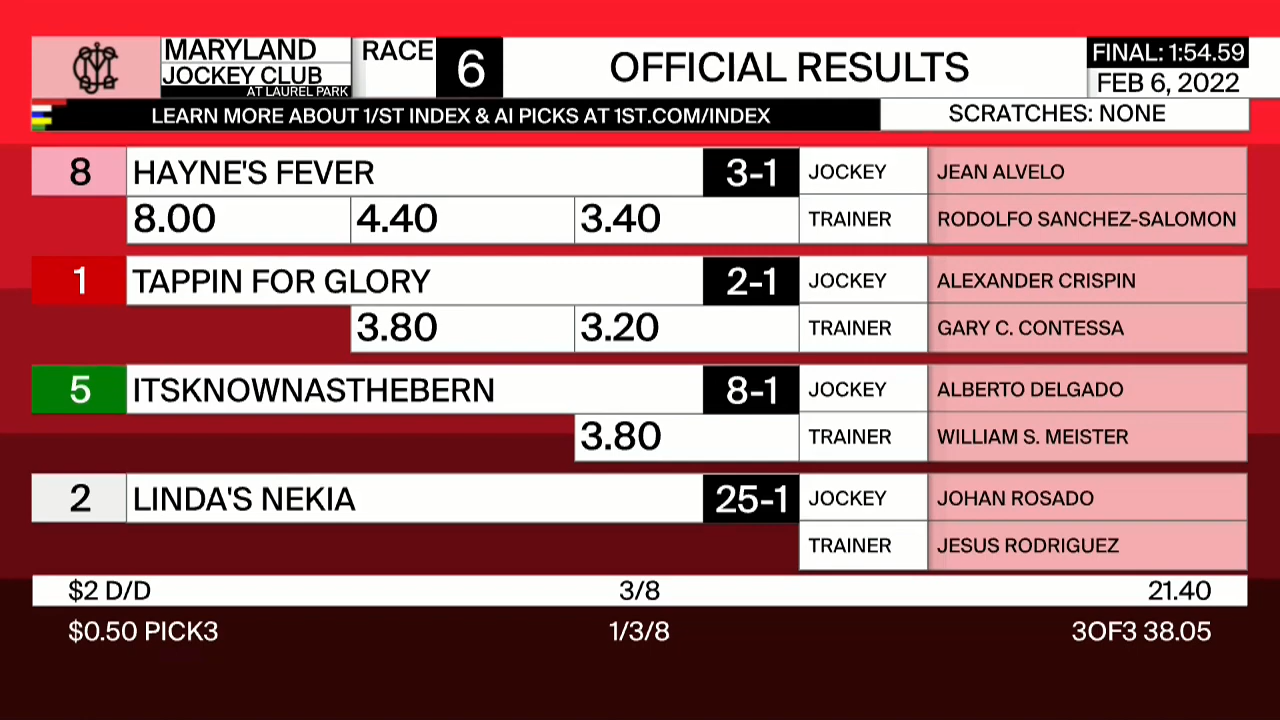 MARYLAND
JOCKEY CLUB
AT LAUREL PARK
RACE 6
OFFICIAL RESULTS
FINAL: 1:54.59
FEB 6, 2022
LEARN MORE ABOUT 1/ST INDEX & AI PICKS AT 1ST.COM/INDEX
SCRATCHES: NONE
8 HAYNE'S FEVER 3-1 JOCKEY JEAN ALVELO
8.00 4.40 3.40 TRAINER RODOLFO SANCHEZ-SALOMON
1 TAPPIN FOR GLORY 2-1 JOCKEY ALEXANDER CRISPIN
3.80 3.20 TRAINER GARY C. CONTESSA
5 ITSKNOWNASTHEBERN 8-1 JOCKEY ALBERTO DELGADO
3.80 TRAINER WILLIAM S. MEISTER
2 LINDA'S NEKIA 25-1 JOCKEY JOHAN ROSADO
TRAINER JESUS RODRIGUEZ
$2 D/D 3/8 21.40
$0.50 PICK3 1/3/8 3OF3 38.05